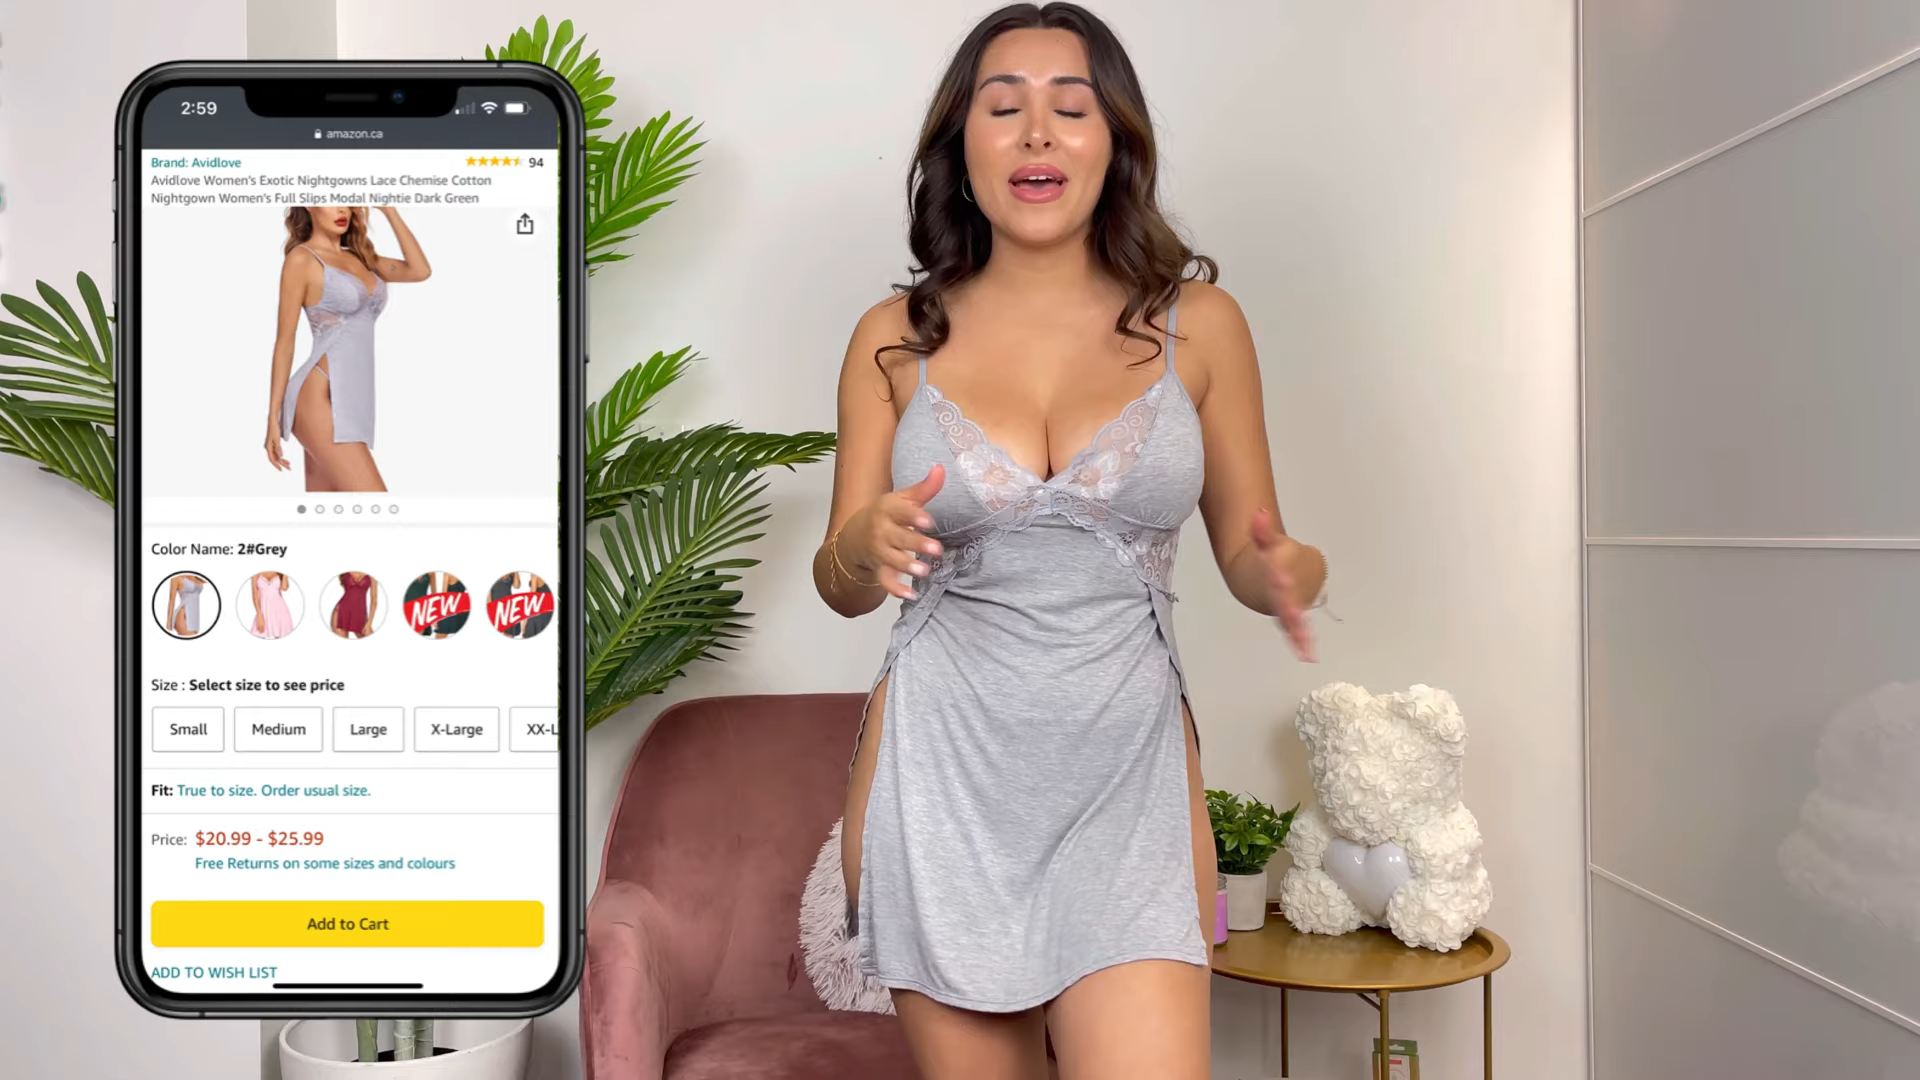 2:59
amazon.ca
Brand: Avidlove
94
Avidlove Women's Exotic Nightgowns Lace Chemise Cotton
Nightgown Women's Full Slips Modal Nightie Dark Green
Color Name: 2#Grey
NEW
NEW
Size : Select size to see price
Small
Medium
Large
X-Large
XX-L
Fit: True to size. Order usual size.
Price: $20.99 - $25.99
Free Returns on some sizes and colours
Add to Cart
ADD TO WISH LIST